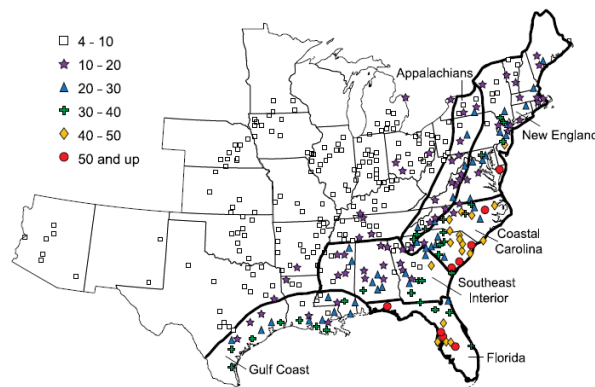 4 - 10
10 - 20
20 - 30
30 - 40
40 - 50
50 and up
Appalachians
New England
Coastal
Carolina
Southeast
Interior
Florida
Gulf Coast